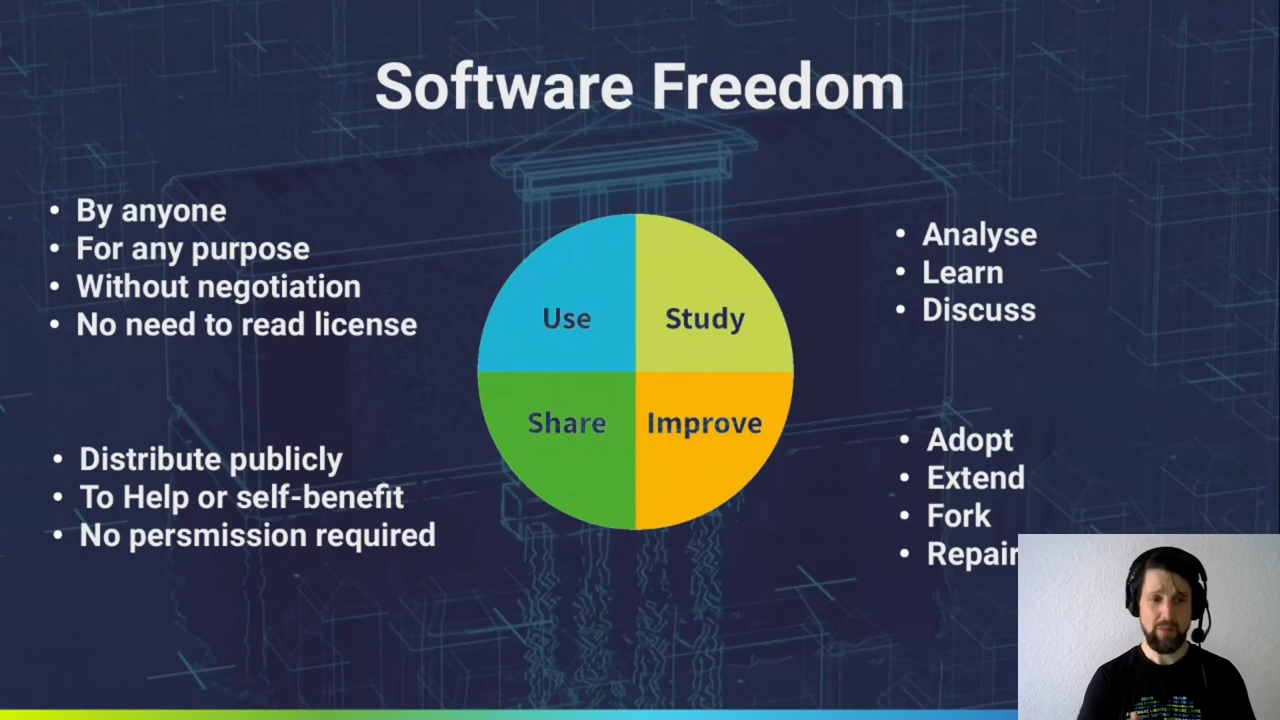 Software Freedom
• By anyone
• For any purpose
• Without negotiation
• No need to read license
Use
Study
• Analyse
• Learn
• Discuss
Share
Improve
• Distribute publicly
• To Help or self-benefit
• No persmission required
• Adopt
• Extend
• Fork
• Repair